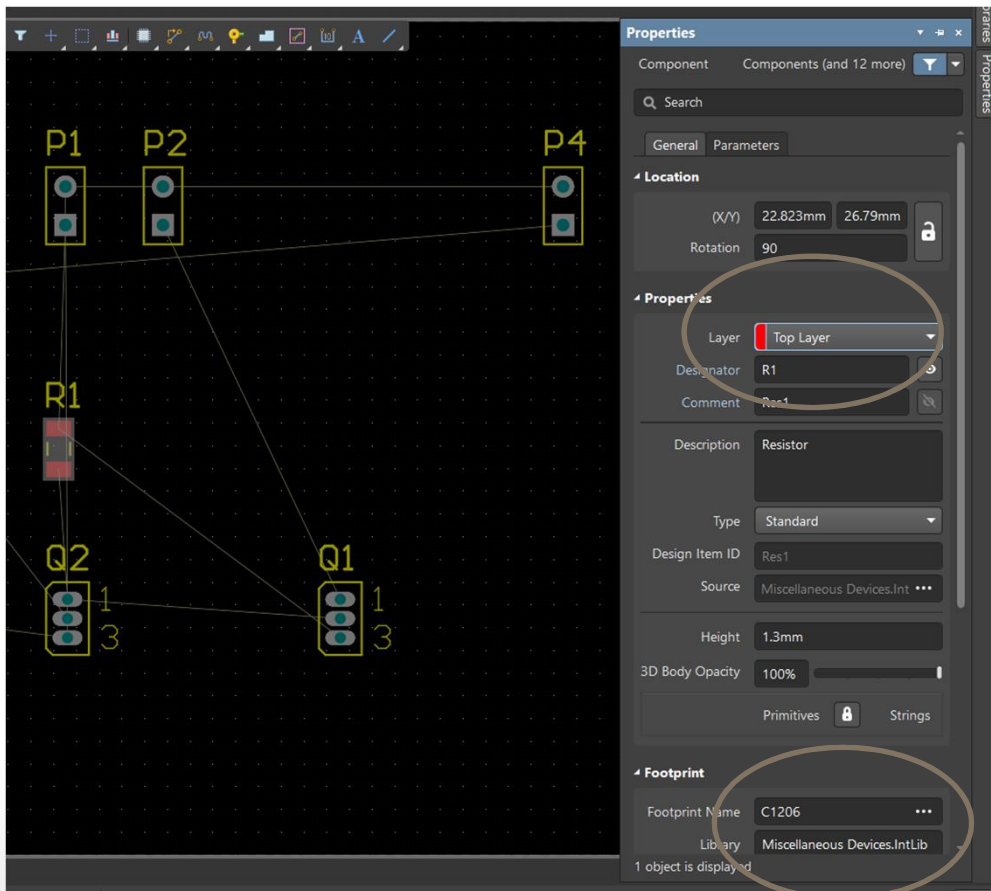 Properties
Component Components (and 12 more)
Search
General Parameters
Location
(X/Y) 22.823mm 26.79mm
Rotation 90
Properties
Layer Top Layer
Designator R1
Comment Res1
Description Resistor
Type Standard
Design Item ID Res1
Source Miscellaneous Devices.Int •••
Height 1.3mm
3D Body Opacity 100%
Primitives Strings
Footprint
Footprint Name C1206 •••
Library Miscellaneous Devices.IntLib
1 object is displayed
Properties
P1 P2 P4
R1
Q2 Q1
1 1
3 3
A